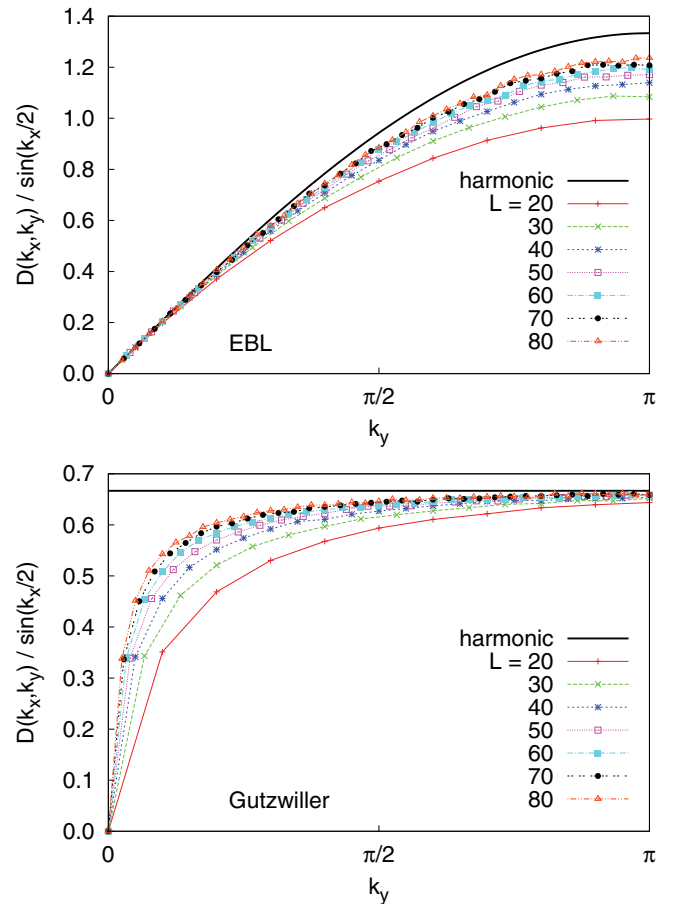 1.4
1.2
1.0
0.8
0.6
0.4
0.2
0.0
D(kx,ky) / sin(kx/2)
harmonic
L = 20
30
40
50
60
70
80
EBL
0
π/2
π
ky
0.7
0.6
0.5
0.4
0.3
0.2
0.1
0.0
D(kx,ky) / sin(kx/2)
harmonic
L = 20
30
40
50
60
70
80
Gutzwiller
0
π/2
π
ky